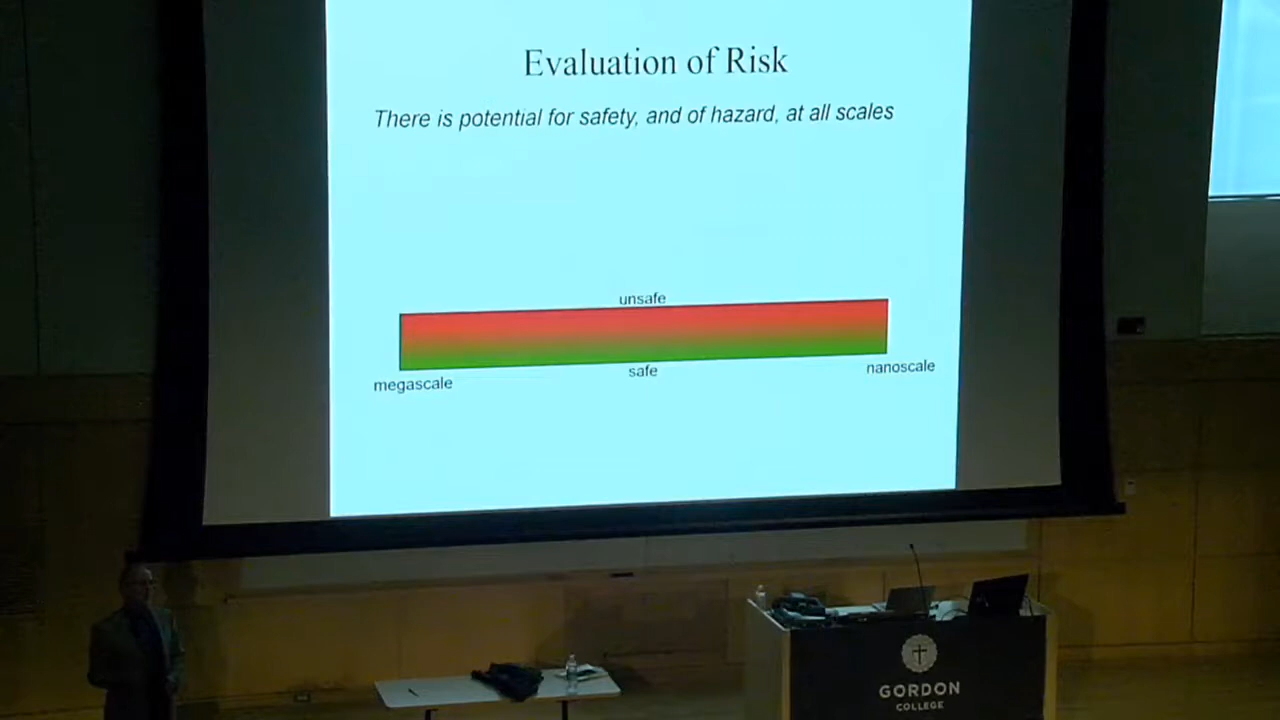 Evaluation of Risk
There is potential for safety, and of hazard, at all scales
unsafe
safe
megascale
nanoscale
GORDON
COLLEGE